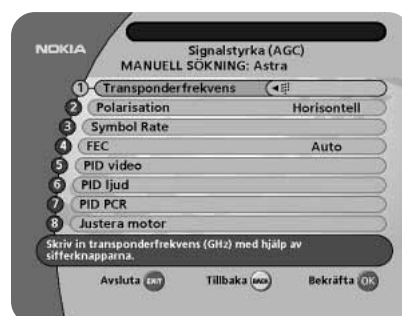 NOKIA
Signalstyrka (AGC)
MANUELL SÖKNING: Astra
1 Transponderfrekvens
2 Polarisation Horisontell
3 Symbol Rate
4 FEC Auto
5 PID video
6 PID ljud
7 PID PCR
8 Justera motor
Skriv in transponderfrekvens (GHz) med hjälp av
sifferknapparna.
Avsluta EXIT Tillbaka BACK Bekräfta OK